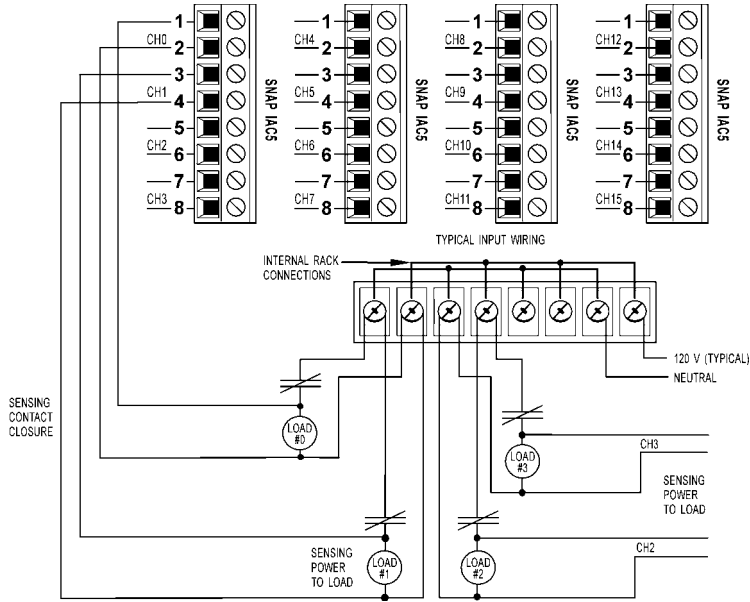 1
CH0
2
3
CH1
4
5
CH2
6
7
CH3
8
SNAP IAC5
1
CH4
2
3
CH5
4
5
CH6
6
7
CH7
8
SNAP IAC5
1
CH8
2
3
CH9
4
5
CH10
6
7
CH11
8
SNAP IAC5
1
CH12
2
3
CH13
4
5
CH14
6
7
CH15
8
SNAP IAC5
TYPICAL INPUT WIRING
INTERNAL RACK
CONNECTIONS
120 V (TYPICAL)
NEUTRAL
SENSING
CONTACT
CLOSURE
LOAD
#0
LOAD
#3
CH3
SENSING
POWER
TO LOAD
SENSING
POWER
TO LOAD
LOAD
#1
LOAD
#2
CH2